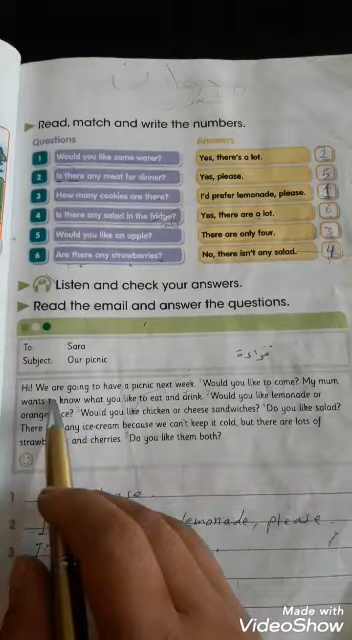 Read, match and write the numbers.
Questions
Answers
1 Would you like some water?
Yes, there's a lot. 2
2 Is there any meat for dinner?
Yes, please. 5
3 How many cookies are there?
I'd prefer lemonade, please. 1
4 Is there any salad in the fridge?
Yes, there are a lot. 6
5 Would you like an apple?
There are only four. 3
6 Are there any strawberries?
No, there isn't any salad. 4
Listen and check your answers.
Read the email and answer the questions.
To: Sara
Subject: Our picnic
قراءة
Hi! We are going to have a picnic next week. 1 Would you like to come? My mum
wants to know what you like to eat and drink. 2 Would you like lemonade or
orange ce? 3 Would you like chicken or cheese sandwiches? 4 Do you like salad?
There any ice-cream because we can't keep it cold, but there are lots of
strawb and cherries. 5 Do you like them both?
1
2 lemonade, please.
3
Made with
VideoShow